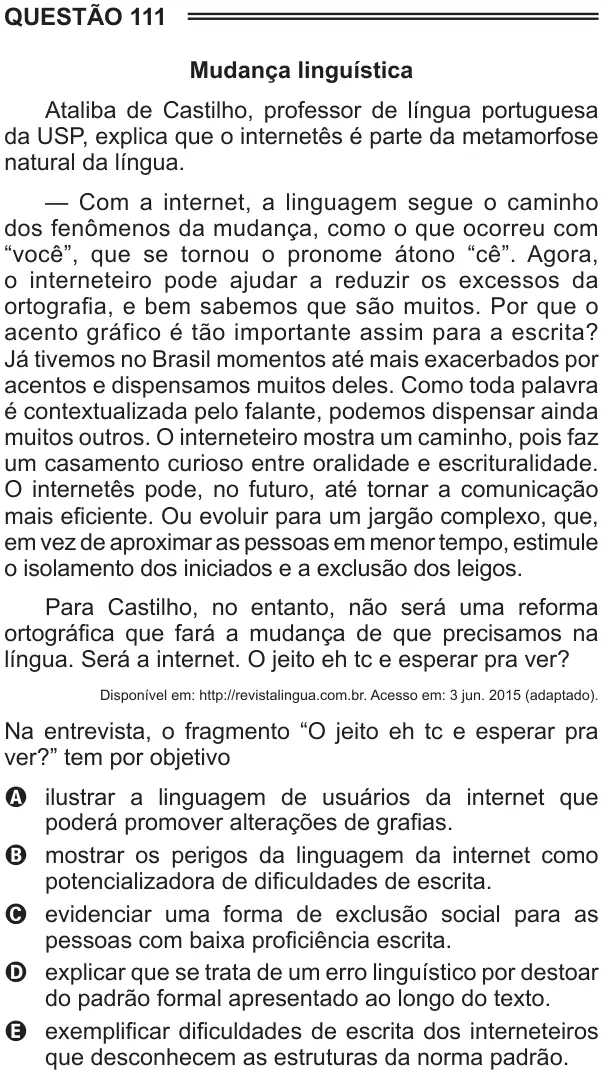 QUESTÃO 111
Mudança linguística
Ataliba de Castilho, professor de língua portuguesa
da USP, explica que o internetês é parte da metamorfose
natural da língua.
— Com a internet, a linguagem segue o caminho
dos fenômenos da mudança, como o que ocorreu com
“você”, que se tornou o pronome átono “cê”. Agora,
o interneteiro pode ajudar a reduzir os excessos da
ortografia, e bem sabemos que são muitos. Por que o
acento gráfico é tão importante assim para a escrita?
Já tivemos no Brasil momentos até mais exacerbados por
acentos e dispensamos muitos deles. Como toda palavra
é contextualizada pelo falante, podemos dispensar ainda
muitos outros. O interneteiro mostra um caminho, pois faz
um casamento curioso entre oralidade e escrituralidade.
O internetês pode, no futuro, até tornar a comunicação
mais eficiente. Ou evoluir para um jargão complexo, que,
em vez de aproximar as pessoas em menor tempo, estimule
o isolamento dos iniciados e a exclusão dos leigos.
Para Castilho, no entanto, não será uma reforma
ortográfica que fará a mudança de que precisamos na
língua. Será a internet. O jeito eh tc e esperar pra ver?
Disponível em: http://revistalingua.com.br. Acesso em: 3 jun. 2015 (adaptado).
Na entrevista, o fragmento “O jeito eh tc e esperar pra
ver?” tem por objetivo
A ilustrar a linguagem de usuários da internet que
poderá promover alterações de grafias.
B mostrar os perigos da linguagem da internet como
potencializadora de dificuldades de escrita.
C evidenciar uma forma de exclusão social para as
pessoas com baixa proficiência escrita.
D explicar que se trata de um erro linguístico por destoar
do padrão formal apresentado ao longo do texto.
E exemplificar dificuldades de escrita dos interneteiros
que desconhecem as estruturas da norma padrão.